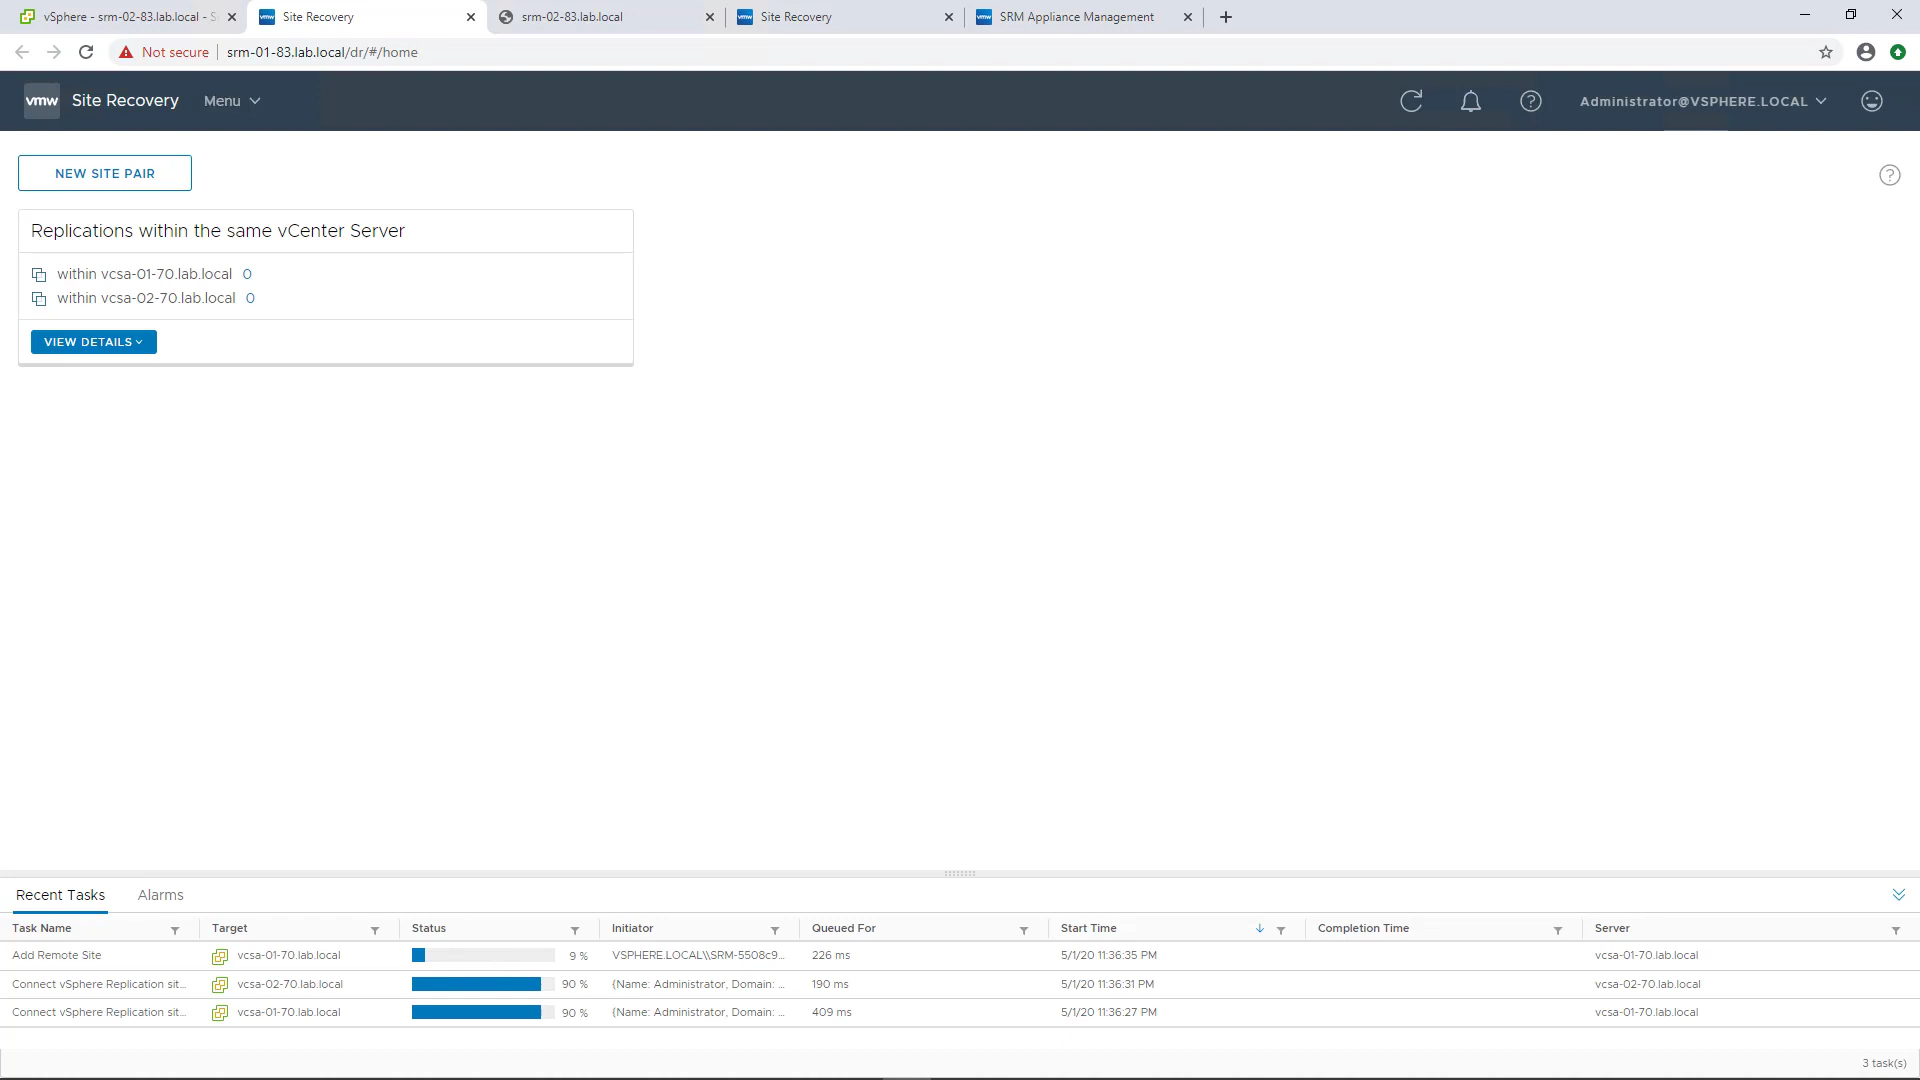 vSphere - srm-02-83.lab.local - S
Site Recovery
srm-02-83.lab.local
Site Recovery
SRM Appliance Management
Not secure
srm-01-83.lab.local/dr/#/home
vmw
Site Recovery
Menu
Administrator@VSPHERE.LOCAL
NEW SITE PAIR
Replications within the same vCenter Server
within vcsa-01-70.lab.local 0
within vcsa-02-70.lab.local 0
VIEW DETAILS
Recent Tasks
Alarms
Task Name Target Status Initiator Queued For Start Time Completion Time Server
Add Remote Site vcsa-01-70.lab.local 9 % VSPHERE.LOCAL\\SRM-5508c9... 226 ms 5/1/20 11:36:35 PM vcsa-01-70.lab.local
Connect vSphere Replication sit... vcsa-02-70.lab.local 90 % {Name: Administrator, Domain: ... 190 ms 5/1/20 11:36:31 PM vcsa-02-70.lab.local
Connect vSphere Replication sit... vcsa-01-70.lab.local 90 % {Name: Administrator, Domain: ... 409 ms 5/1/20 11:36:27 PM vcsa-01-70.lab.local
3 task(s)